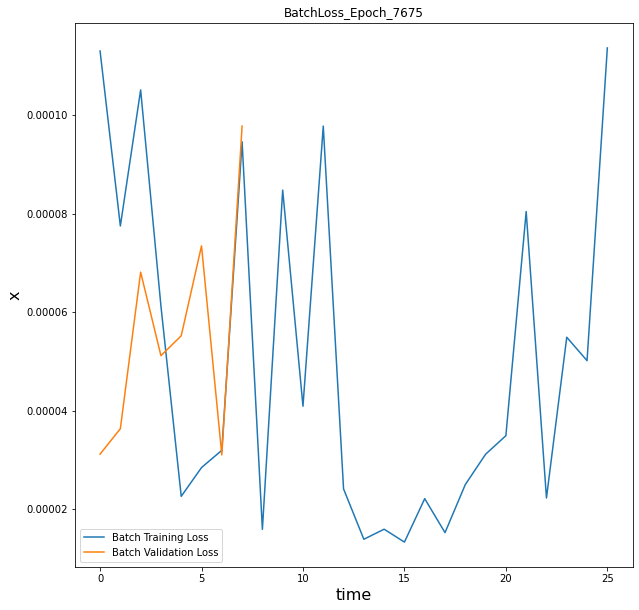 BatchLoss_Epoch_7675
0.00010
0.00008
0.00006
0.00004
0.00002
x
Batch Training Loss
Batch Validation Loss
0 5 10 15 20 25
time